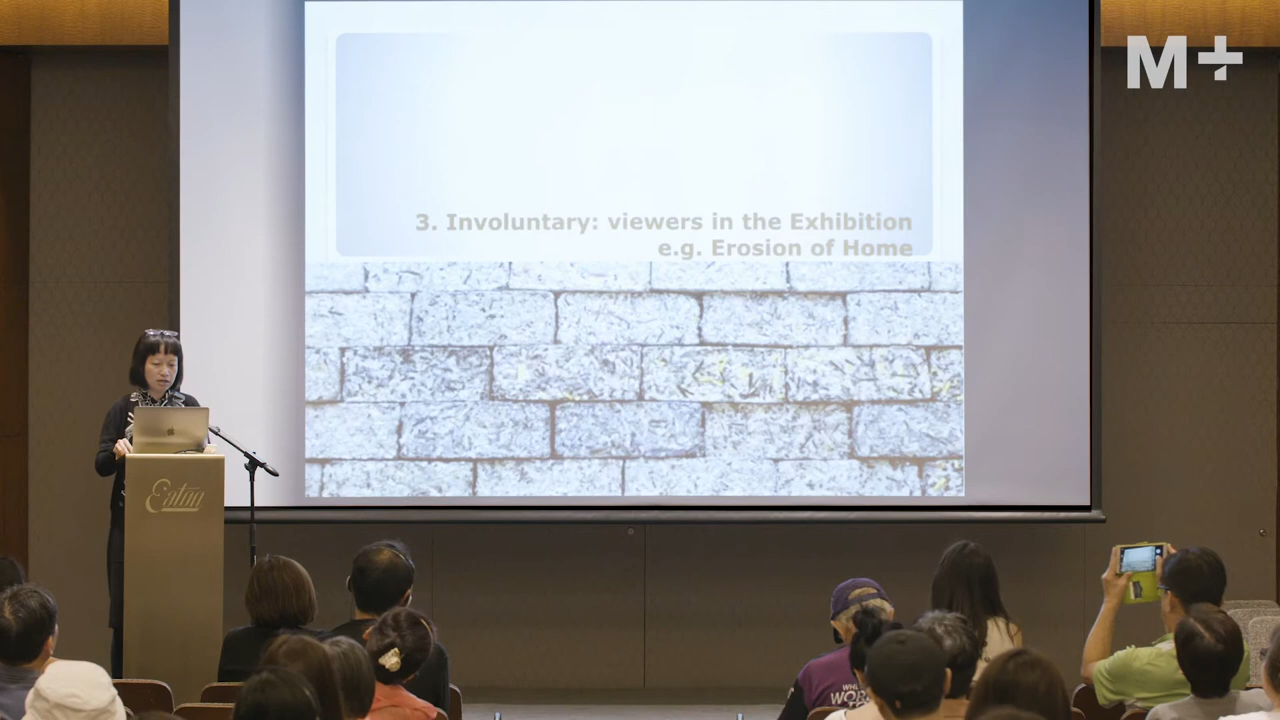 M+
3. Involuntary: viewers in the Exhibition
e.g. Erosion of Home
Eaton